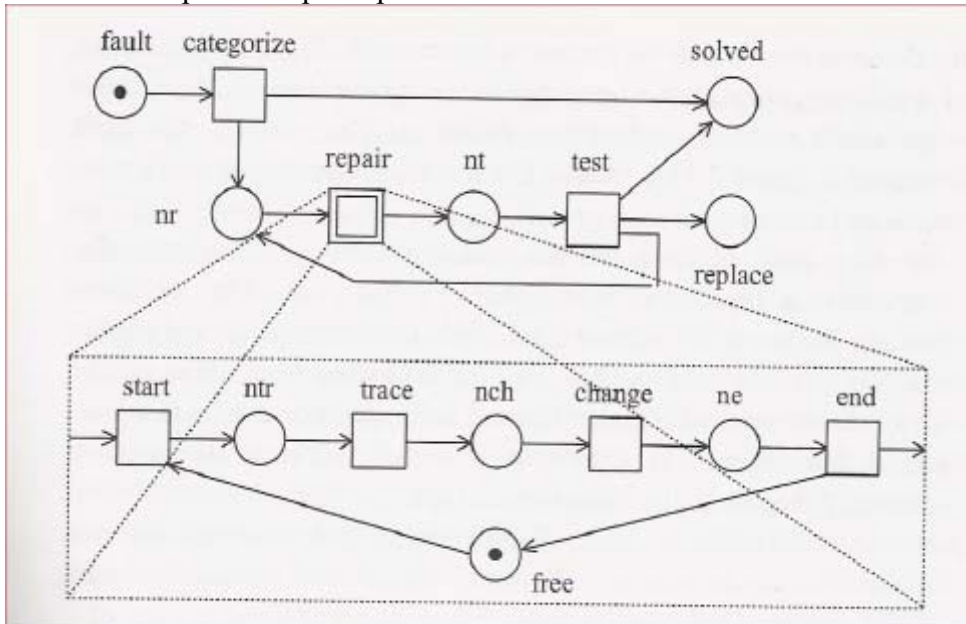 fault categorize
solved
repair nt test
nr
replace
start ntr trace nch change ne end
free